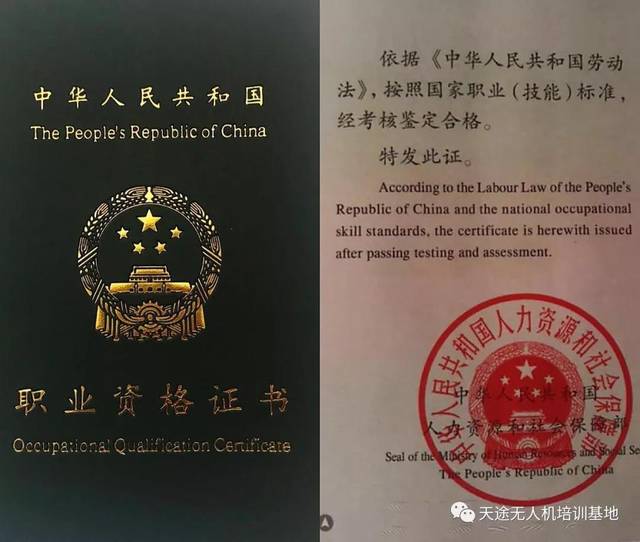 中华人民共和国
The People's Republic of China
职业资格证书
Occupational Qualification Certificate
依据《中华人民共和国劳动
法》，按照国家职业（技能）标准，
经考核鉴定合格。
特发此证。
According to the Labour Law of the People's
Republic of China and the national occupational
skill standards, the certificate is herewith issued
after passing testing and assessment.
中华人民共和国人力资源和社会保障部
中华人民共和国
人力资源和社会保障部
Seal of the Ministry of Human Resources and Social Se
The People's Republic of China
天途无人机培训基地